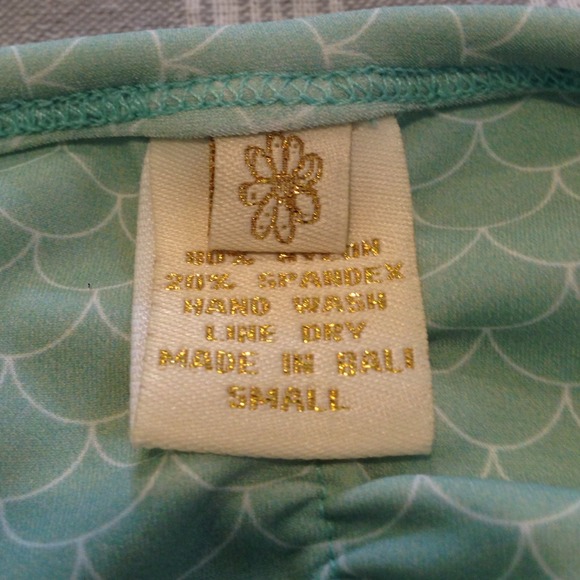 80% NYLON
20% SPANDEX
HAND WASH
LINE DRY
MADE IN BALI
SMALL